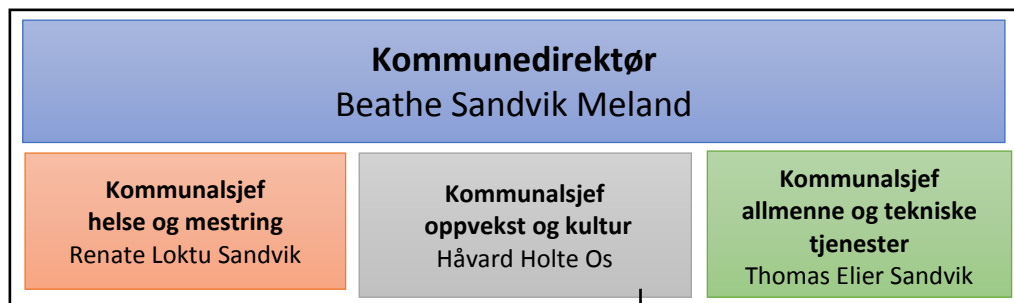 Kommunedirektør
Beathe Sandvik Meland
Kommunalsjef
helse og mestring
Renate Loktu Sandvik
Kommunalsjef
oppvekst og kultur
Håvard Holte Os
Kommunalsjef
allmenne og tekniske
tjenester
Thomas Elier Sandvik